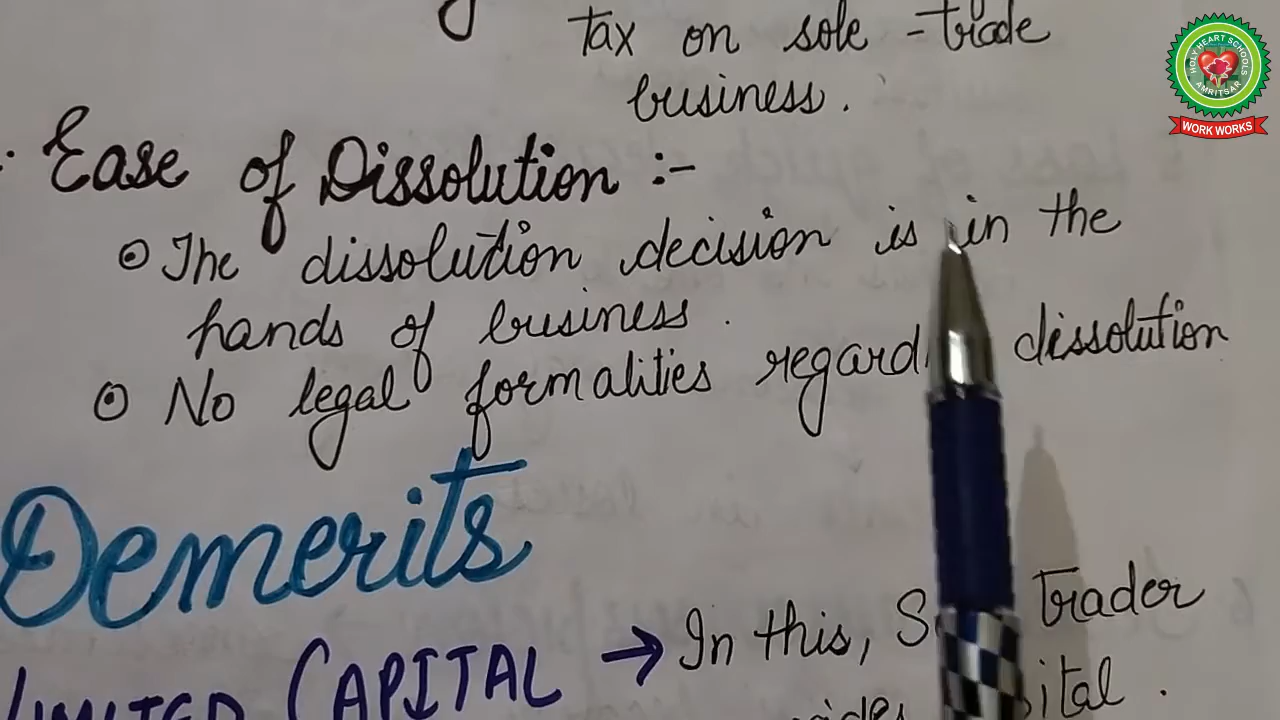 tax on sole - trade
business.
Ease of Dissolution :-
The dissolution decision is in the
hands of business.
No legal formalities dissolution
Demerits
LIMITED CAPITAL → In this, trader
HOLY HEART SCHOOLS
AMRITSAR
WORK WORKS